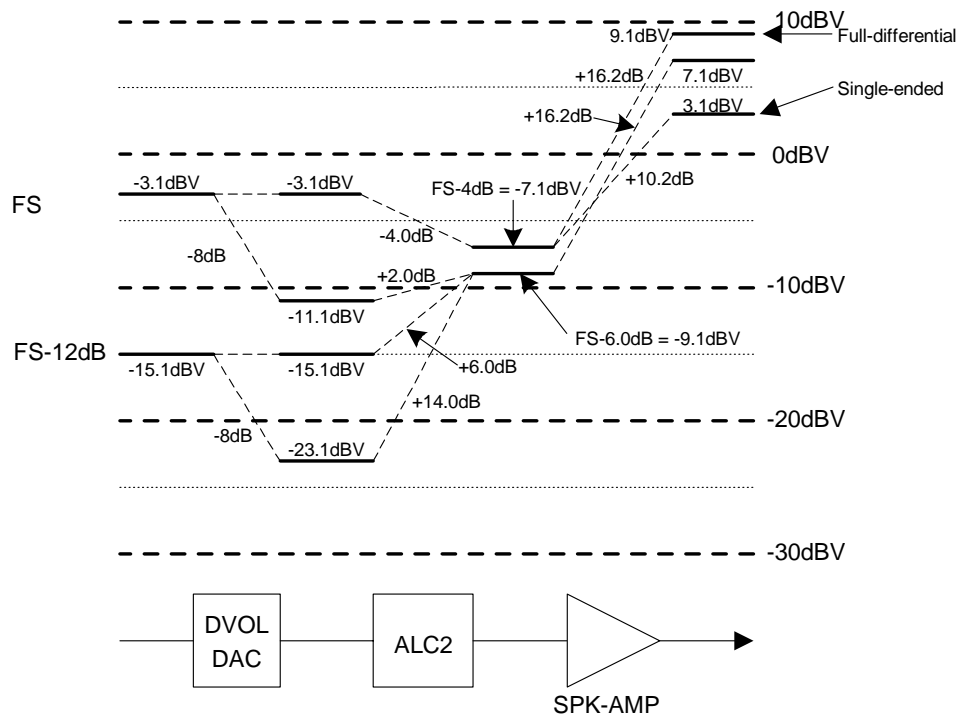 10dBV
9.1dBV
Full-differential
+16.2dB
7.1dBV
Single-ended
3.1dBV
+16.2dB
0dBV
-3.1dBV
-3.1dBV
+10.2dB
FS-4dB = -7.1dBV
FS
-4.0dB
-8dB
+2.0dB
-10dBV
-11.1dBV
FS-6.0dB = -9.1dBV
FS-12dB
-15.1dBV
-15.1dBV
+6.0dB
+14.0dB
-20dBV
-8dB
-23.1dBV
-30dBV
DVOL
DAC
ALC2
SPK-AMP